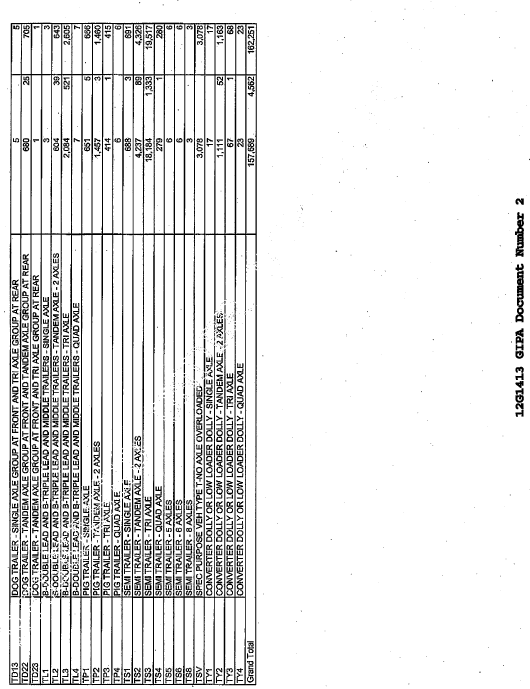 TD13 DOG TRAILER - SINGLE AXLE GROUP AT FRONT AND TRI AXLE GROUP AT REAR 5 5
TD22 DOG TRAILER - TANDEM AXLE GROUP AT FRONT AND TANDEM AXLE GROUP AT REAR 680 25 705
TD23 DOG TRAILER - TANDEM AXLE GROUP AT FRONT AND TRI AXLE GROUP AT REAR 1 1
TL1 B-DOUBLE LEAD AND B-TRIPLE LEAD AND MIDDLE TRAILERS - SINGLE AXLE 3 3
TL2 B-DOUBLE LEAD AND B-TRIPLE LEAD AND MIDDLE TRAILERS - TANDEM AXLE - 2 AXLES 604 39 643
TL3 B-DOUBLE LEAD AND B-TRIPLE LEAD AND MIDDLE TRAILERS - TRI AXLE 2,084 521 2,605
TL4 B-DOUBLE LEAD AND B-TRIPLE LEAD AND MIDDLE TRAILERS - QUAD AXLE 7 7
TP1 PIG TRAILER - SINGLE AXLE 651 5 656
TP2 PIG TRAILER - TANDEM AXLE - 2 AXLES 1,457 3 1,460
TP3 PIG TRAILER - TRI AXLE 414 1 415
TP4 PIG TRAILER - QUAD AXLE 6 6
TS1 SEMI TRAILER - SINGLE AXLE 688 3 691
TS2 SEMI TRAILER - TANDEM AXLE - 2 AXLES 4,237 89 4,326
TS3 SEMI TRAILER - TRI AXLE 18,184 1,333 19,517
TS4 SEMI TRAILER - QUAD AXLE 279 1 280
TS5 SEMI TRAILER - 5 AXLES 6 6
TS6 SEMI TRAILER - 6 AXLES 6 6
TS8 SEMI TRAILER - 8 AXLES 3 3
TSV SPEC PURPOSE VEH TYPE T-NO AXLE OVERLOADED 3,078 3,078
TY1 CONVERTER DOLLY OR LOW LOADER DOLLY - SINGLE AXLE 17 17
TY2 CONVERTER DOLLY OR LOW LOADER DOLLY - TANDEM AXLE - 2 AXLES 1,111 52 1,163
TY3 CONVERTER DOLLY OR LOW LOADER DOLLY - TRI AXLE 67 1 68
TY4 CONVERTER DOLLY OR LOW LOADER DOLLY - QUAD AXLE 23 23
Grand Total 157,689 4,562 162,251
12G1413 GIPA Document Number 2